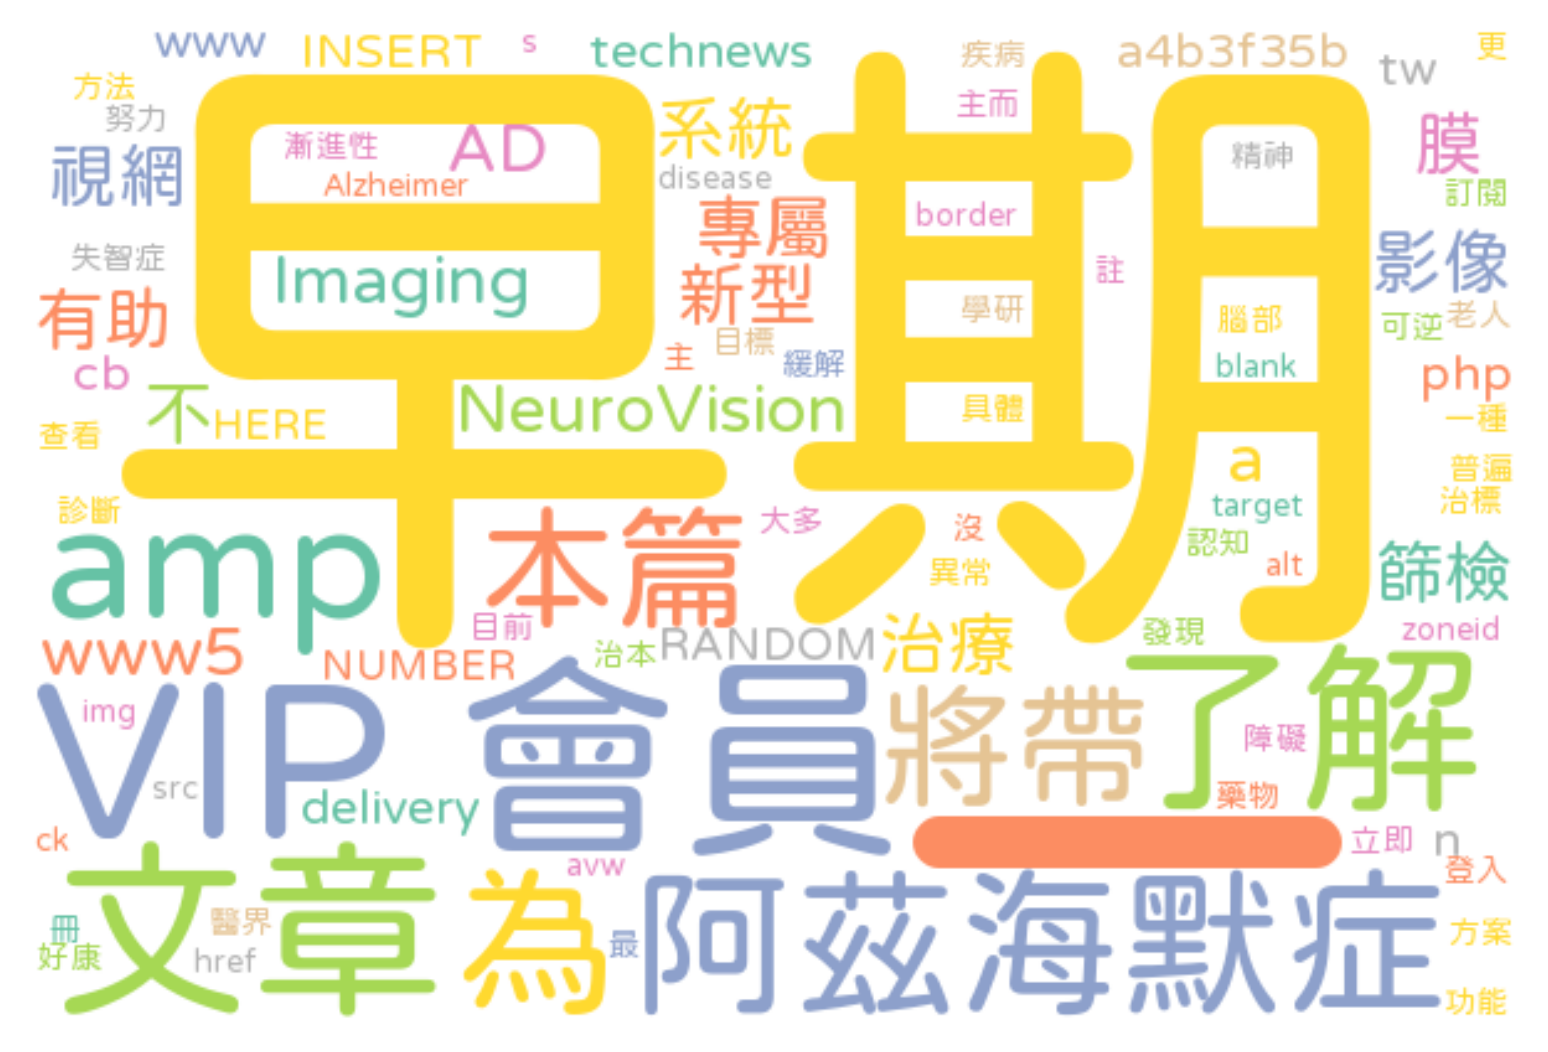 www
INSERT
s
technews
疾病
a4b3f35b
tw
更
方法
努力
系統
主而
膜
視網
漸進性
AD
Alzheimer
disease
精神
訂閱
早期
專屬
border
失智症
Imaging
新型
註
影像
有助
學研
腦部
可逆
老人
目標
主
緩解
cb
blank
php
不
HERE
NeuroVision
具體
一種
查看
a
普遍
診斷
target
治標
amp
本篇
大多
沒
認知
異常
alt
篩檢
目前
發現
zoneid
www5
NUMBER
治本
RANDOM
治療
VIP
會員
將帶
了解
img
障礙
src
delivery
藥物
ck
一
立即
n
avw
登入
文章
為
阿茲海默症
冊
醫界
最
方案
好康
href
功能